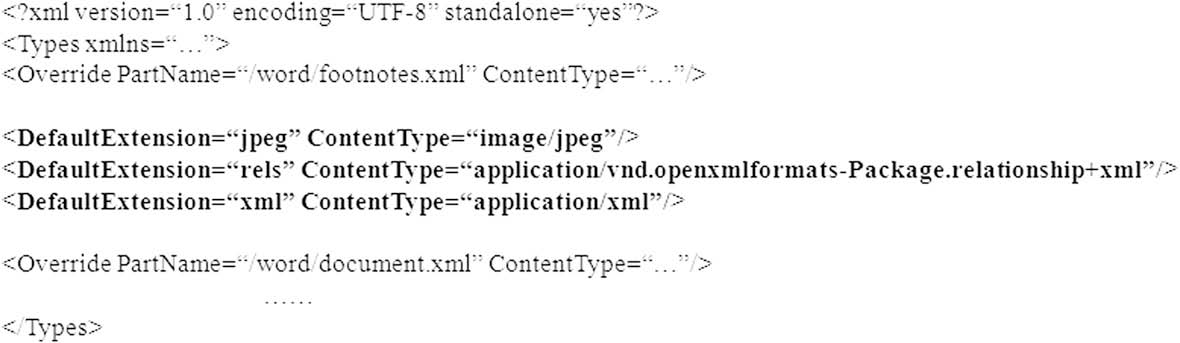 <?xml version=“1.0” encoding=“UTF-8” standalone=“yes”?>
<Types xmlns=“…”>
<Override PartName=“/word/footnotes.xml” ContentType=“…”/>
<DefaultExtension=“jpeg” ContentType=“image/jpeg”/>
<DefaultExtension=“rels” ContentType=“application/vnd.openxmlformats-Package.relationship+xml”/>
<DefaultExtension=“xml” ContentType=“application/xml”/>
<Override PartName=“/word/document.xml” ContentType=“…”/>
……
</Types>